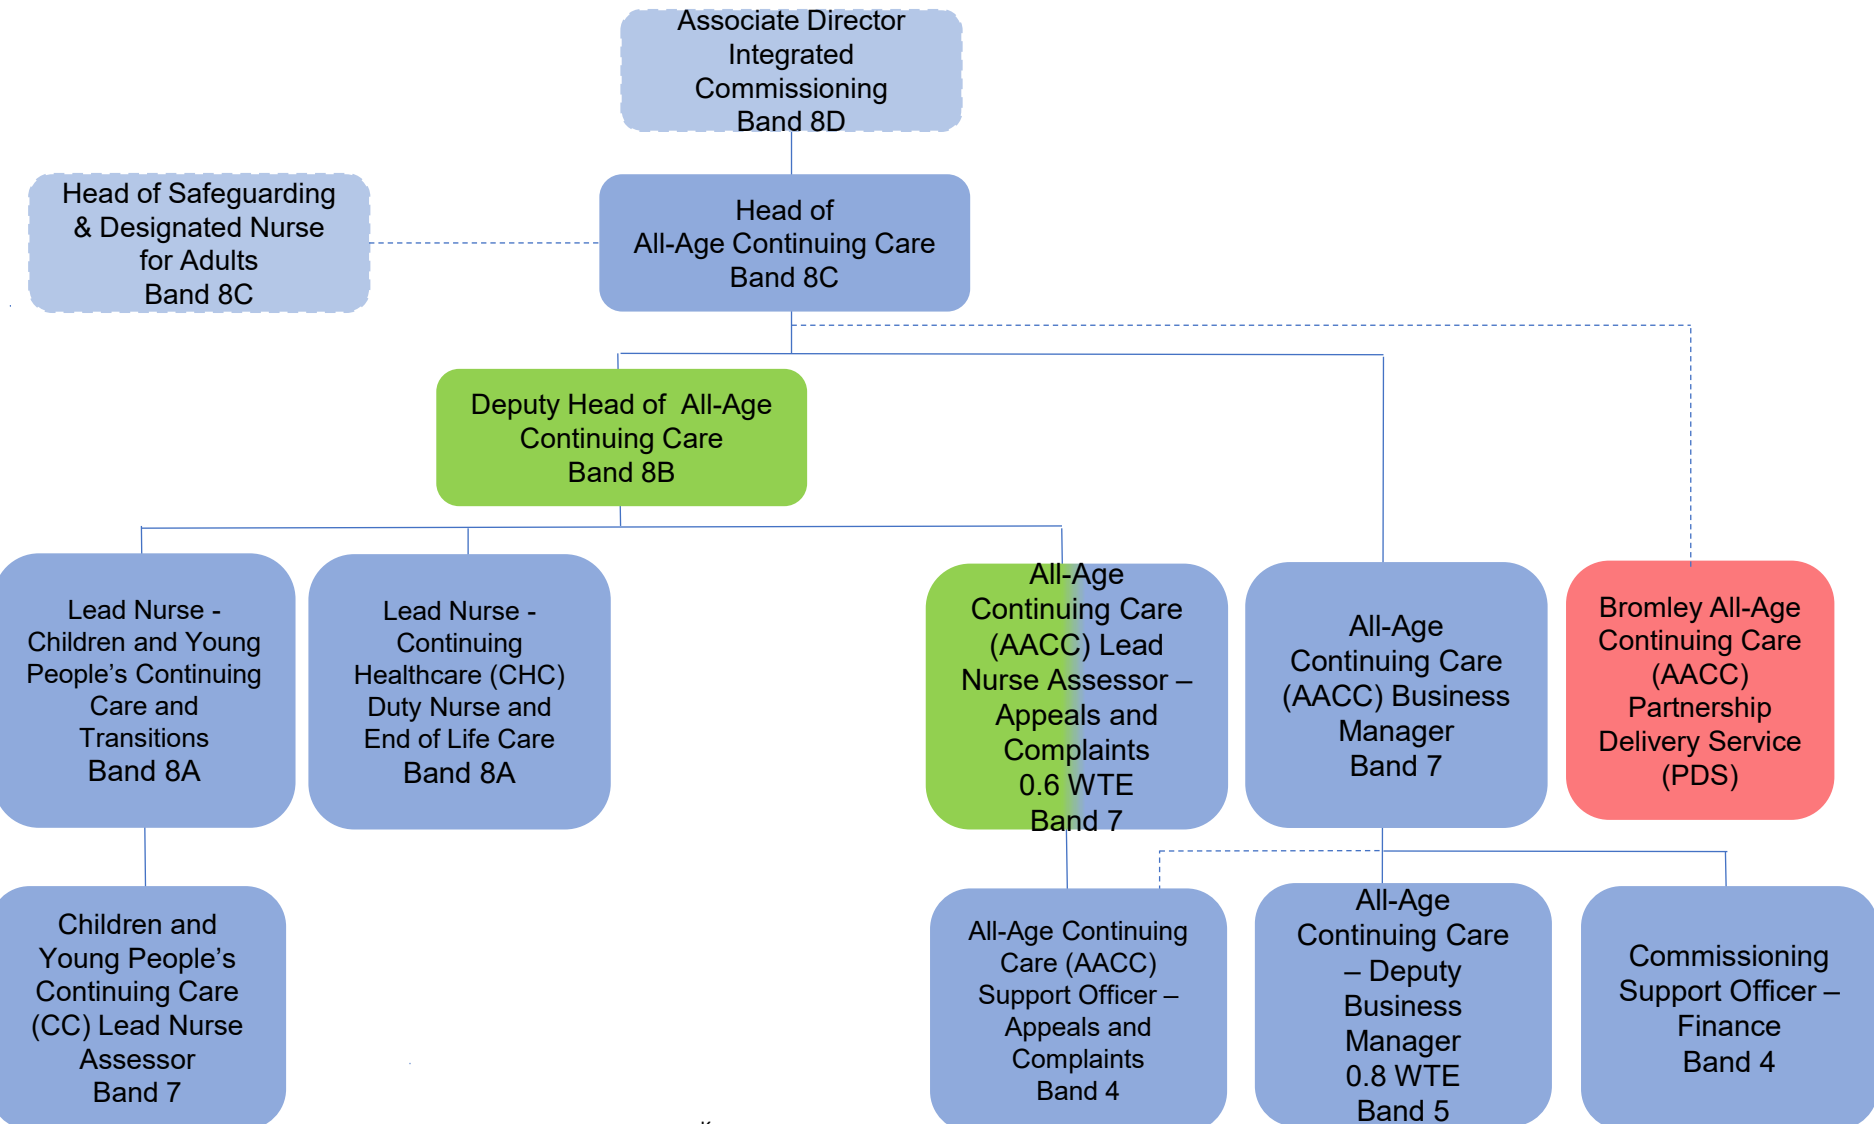 Associate Director
Integrated
Commissioning
Band 8D
Head of Safeguarding
& Designated Nurse
for Adults
Band 8C
Head of
All-Age Continuing Care
Band 8C
Deputy Head of  All-Age
Continuing Care
Band 8B
Lead Nurse -
Children and Young
People’s Continuing
Care and
Transitions
Band 8A
Lead Nurse -
Continuing
Healthcare (CHC)
Duty Nurse and
End of Life Care
Band 8A
All-Age
Continuing Care
(AACC) Lead
Nurse Assessor –
Appeals and
Complaints
0.6 WTE
Band 7
All-Age
Continuing Care
(AACC) Business
Manager
Band 7
Bromley All-Age
Continuing Care
(AACC)
Partnership
Delivery Service
(PDS)
Children and
Young People’s
Continuing Care
(CC) Lead Nurse
Assessor
Band 7
All-Age Continuing
Care (AACC)
Support Officer –
Appeals and
Complaints
Band 4
All-Age
Continuing Care
– Deputy
Business
Manager
0.8 WTE
Band 5
Commissioning
Support Officer –
Finance
Band 4